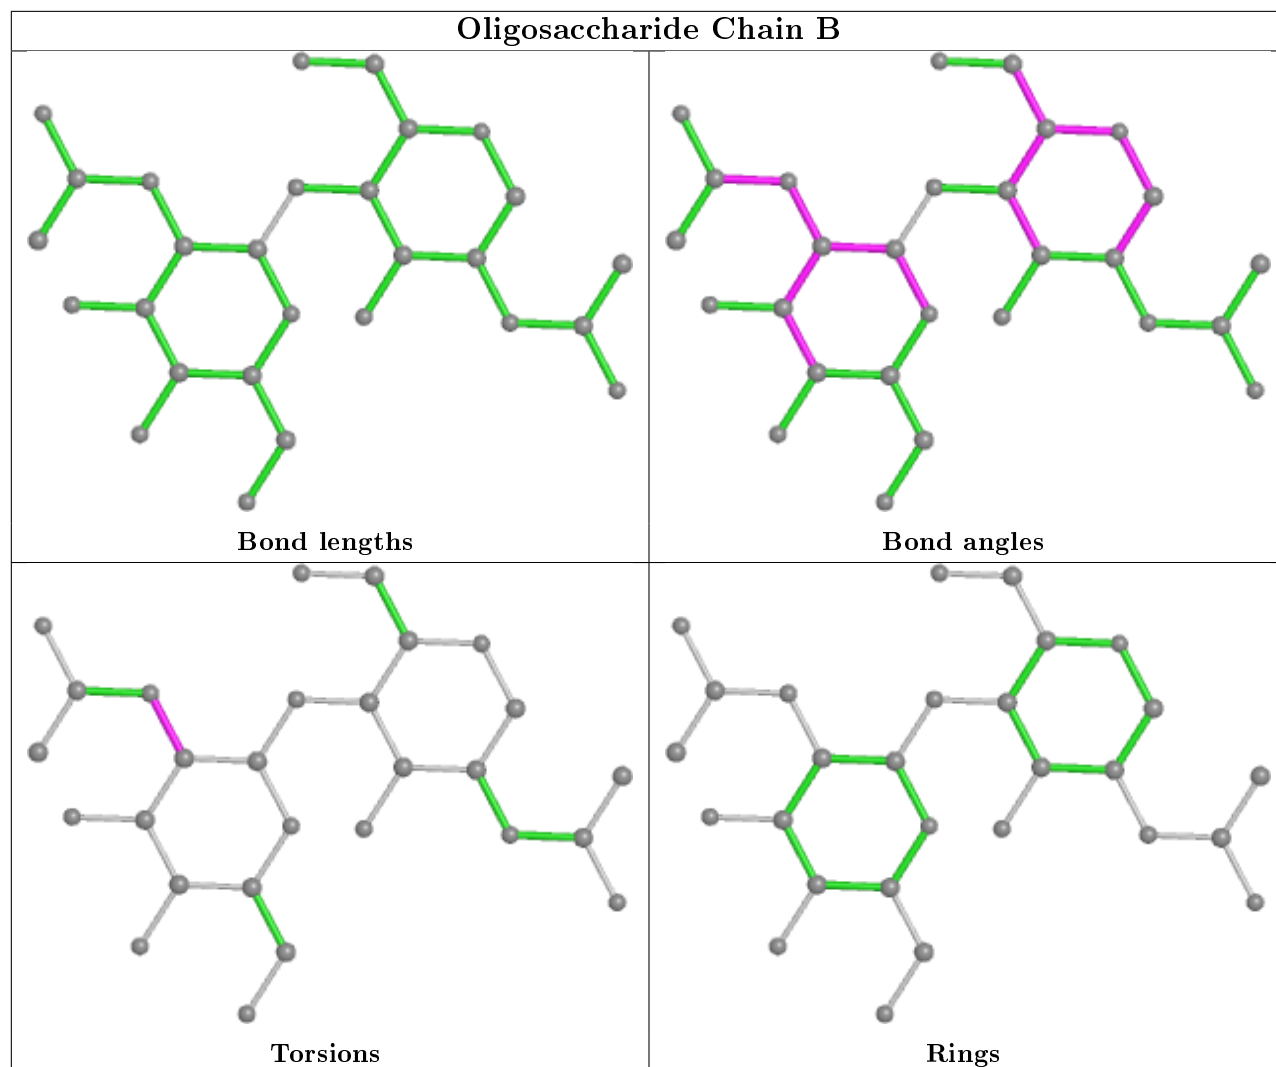 Oligosaccharide Chain B
Bond lengths
Bond angles
Torsions
Rings